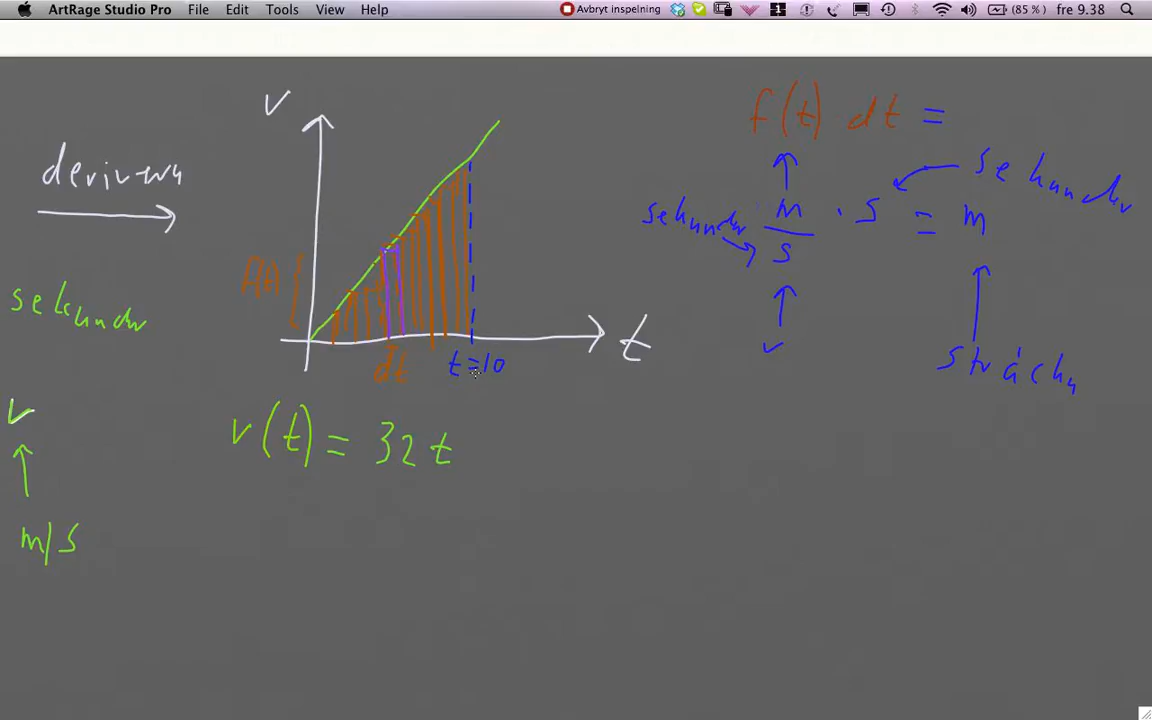 ArtRage Studio Pro File Edit Tools View Help Avbryt inspelning 1 (85 %) fre 9.38
derivera
sekunder
v
m/s
v
t
dt
t = 10
v(t) = 32t
f(t) dt =
sekunder
sekunder m/s · s = m
v
sträcka